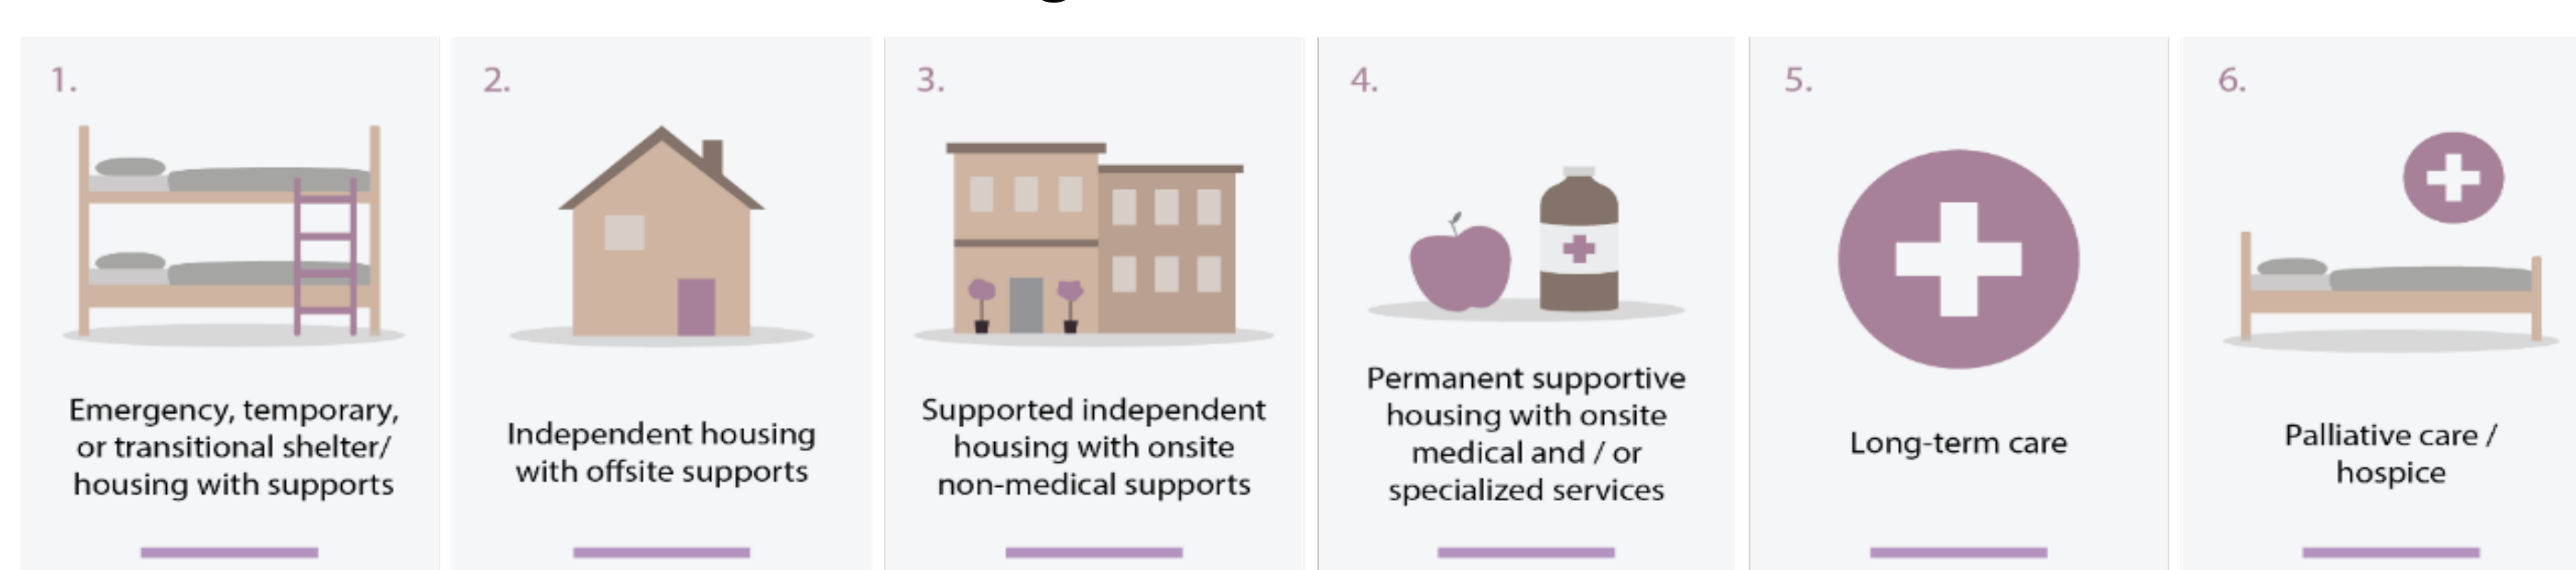 1.
Emergency, temporary,
or transitional shelter/
housing with supports
2.
Independent housing
with offsite supports
3.
Supported independent
housing with onsite
non-medical supports
4.
Permanent supportive
housing with onsite
medical and / or
specialized services
5.
Long-term care
6.
Palliative care /
hospice